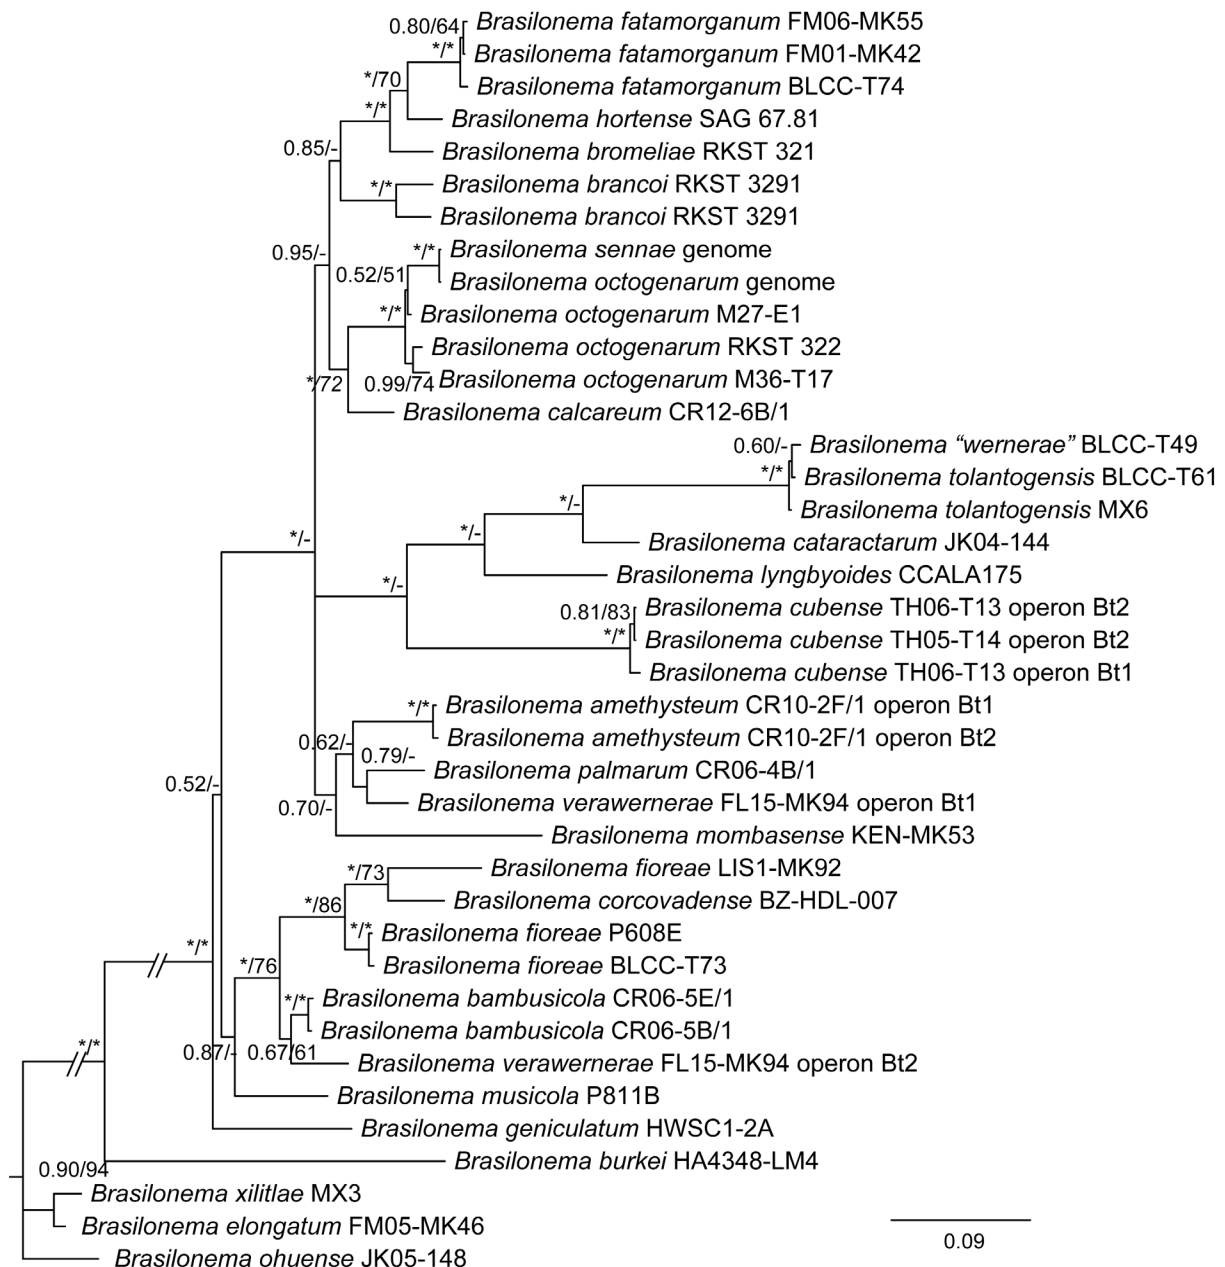 0.80/64 Brasilonema fatamorganum FM06-MK55
*/* Brasilonema fatamorganum FM01-MK42
*/70 Brasilonema fatamorganum BLCC-T74
*/* Brasilonema hortense SAG 67.81
0.85/- Brasilonema bromeliae RKST 321
*/* Brasilonema brancoi RKST 3291
Brasilonema brancoi RKST 3291
0.95/- */* Brasilonema sennae genome
0.52/51 Brasilonema octogenarum genome
*/* Brasilonema octogenarum M27-E1
Brasilonema octogenarum RKST 322
*/72 0.99/74 Brasilonema octogenarum M36-T17
Brasilonema calcareum CR12-6B/1
0.60/- Brasilonema “wernerae” BLCC-T49
*/* Brasilonema tolantogensis BLCC-T61
*/- Brasilonema tolantogensis MX6
*/- */- Brasilonema cataractarum JK04-144
*/- Brasilonema lyngbyoides CCALA175
0.81/83 Brasilonema cubense TH06-T13 operon Bt2
*/* Brasilonema cubense TH05-T14 operon Bt2
Brasilonema cubense TH06-T13 operon Bt1
*/* Brasilonema amethysteum CR10-2F/1 operon Bt1
0.62/- Brasilonema amethysteum CR10-2F/1 operon Bt2
0.79/- Brasilonema palmarum CR06-4B/1
0.52/- 0.70/- Brasilonema verawernerae FL15-MK94 operon Bt1
Brasilonema mombasense KEN-MK53
*/73 Brasilonema fioreae LIS1-MK92
*/86 Brasilonema corcovadense BZ-HDL-007
*/* */* Brasilonema fioreae P608E
*/76 Brasilonema fioreae BLCC-T73
*/* Brasilonema bambusicola CR06-5E/1
Brasilonema bambusicola CR06-5B/1
*/* 0.87/- 0.67/61 Brasilonema verawernerae FL15-MK94 operon Bt2
Brasilonema musicola P811B
Brasilonema geniculatum HWSC1-2A
0.90/94 Brasilonema burkei HA4348-LM4
Brasilonema xilitlae MX3
Brasilonema elongatum FM05-MK46
Brasilonema ohuense JK05-148
0.09